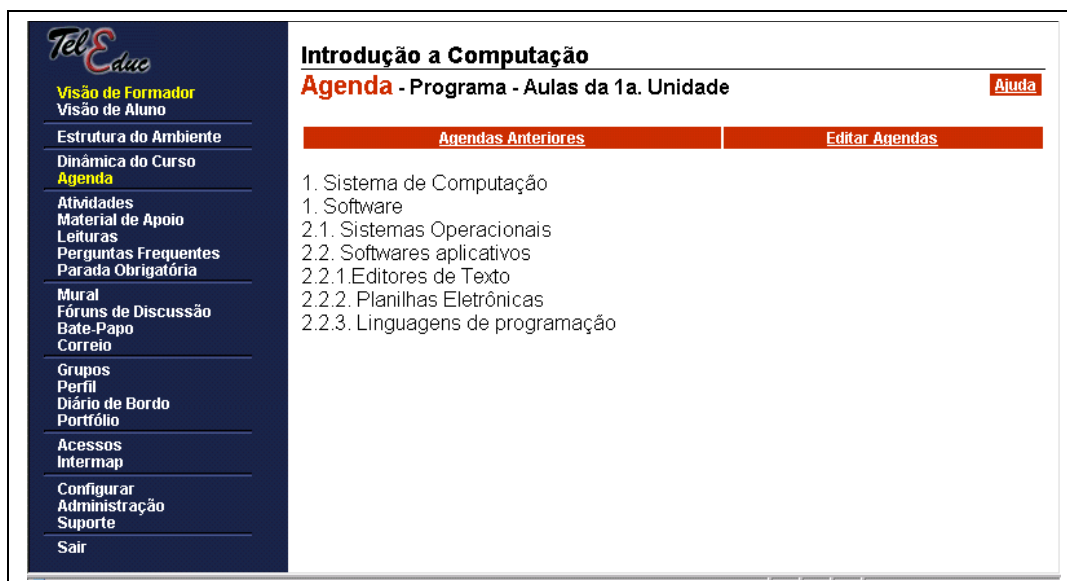 TelEduc
Visão de Formador
Visão de Aluno
Estrutura do Ambiente
Dinâmica do Curso
Agenda
Atividades
Material de Apoio
Leituras
Perguntas Frequentes
Parada Obrigatória
Mural
Fóruns de Discussão
Bate-Papo
Correio
Grupos
Perfil
Diário de Bordo
Portfólio
Acessos
Intermap
Configurar
Administração
Suporte
Sair
Introdução a Computação
Agenda - Programa - Aulas da 1a. Unidade
Ajuda
Agendas Anteriores
Editar Agendas
1. Sistema de Computação
1. Software
2.1. Sistemas Operacionais
2.2. Softwares aplicativos
2.2.1.Editores de Texto
2.2.2. Planilhas Eletrônicas
2.2.3. Linguagens de programação